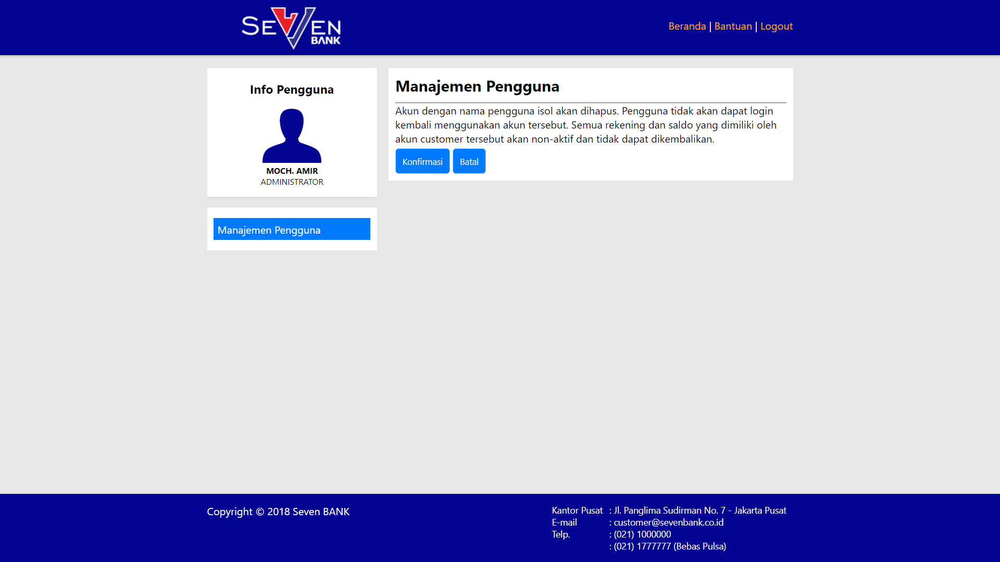 SEVEN
BANK
Beranda | Bantuan | Logout
Info Pengguna
MOCH. AMIR
ADMINISTRATOR
Manajemen Pengguna
Manajemen Pengguna
Akun dengan nama pengguna isol akan dihapus. Pengguna tidak akan dapat login
kembali menggunakan akun tersebut. Semua rekening dan saldo yang dimiliki oleh
akun customer tersebut akan non-aktif dan tidak dapat dikembalikan.
Konfirmasi Batal
Copyright © 2018 Seven BANK
Kantor Pusat : Jl. Panglima Sudirman No. 7 - Jakarta Pusat
E-mail : customer@sevenbank.co.id
Telp. : (021) 1000000
: (021) 1777777 (Bebas Pulsa)